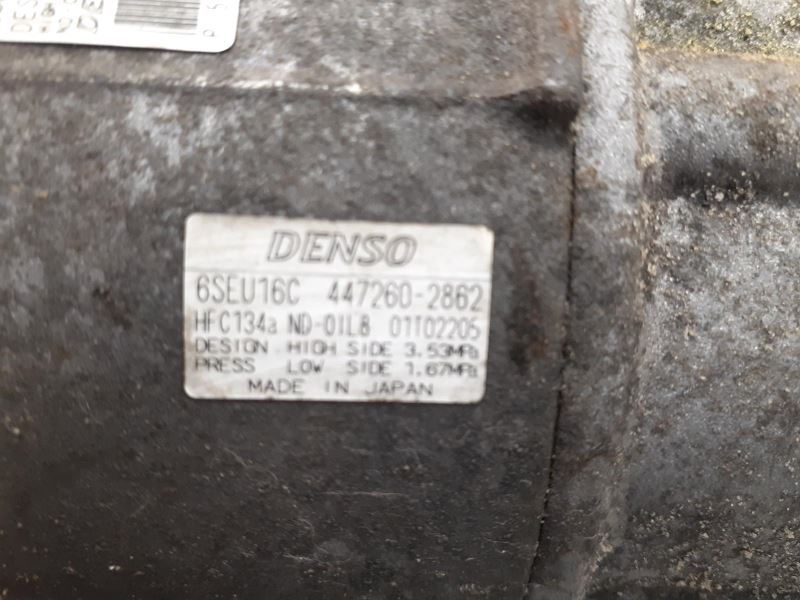 DENSO
6SEU16C 447260-2862
HFC134a ND-OIL8 01102205
DESIGN HIGH SIDE 3.53MPa
PRESS LOW SIDE 1.67MPa
MADE IN JAPAN